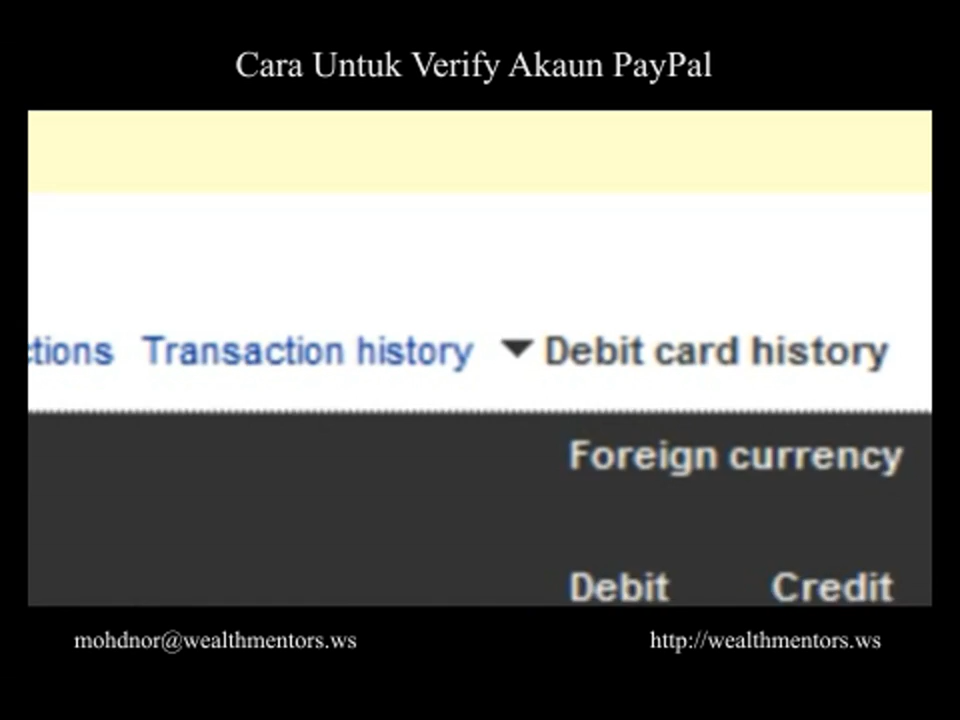 Cara Untuk Verify Akaun PayPal
Transaction history Debit card history
Foreign currency
Debit Credit
mohdnor@wealthmentors.ws http://wealthmentors.ws